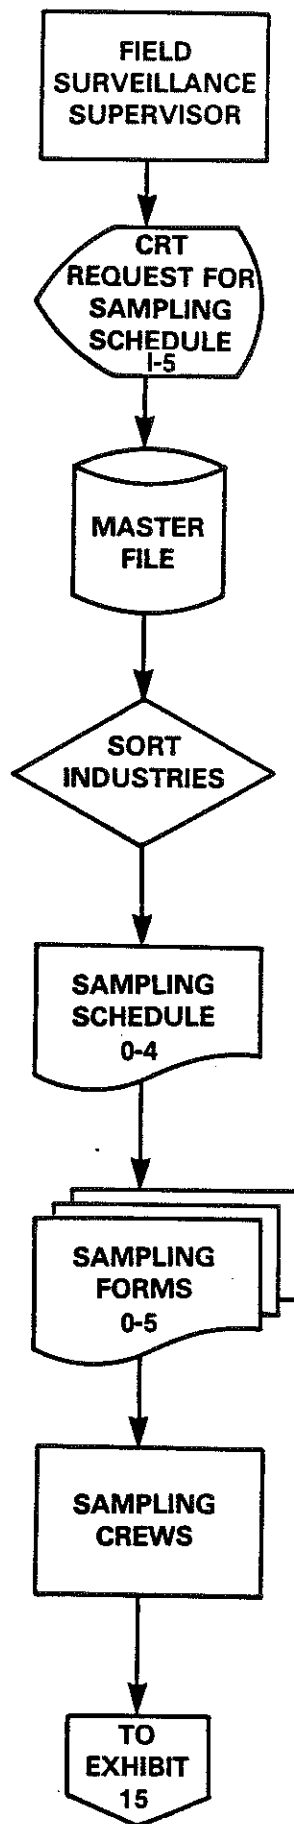 FIELD
SURVEILLANCE
SUPERVISOR
CRT
REQUEST FOR
SAMPLING
SCHEDULE
I-5
MASTER
FILE
SORT
INDUSTRIES
SAMPLING
SCHEDULE
0-4
SAMPLING
FORMS
0-5
SAMPLING
CREWS
TO
EXHIBIT
15